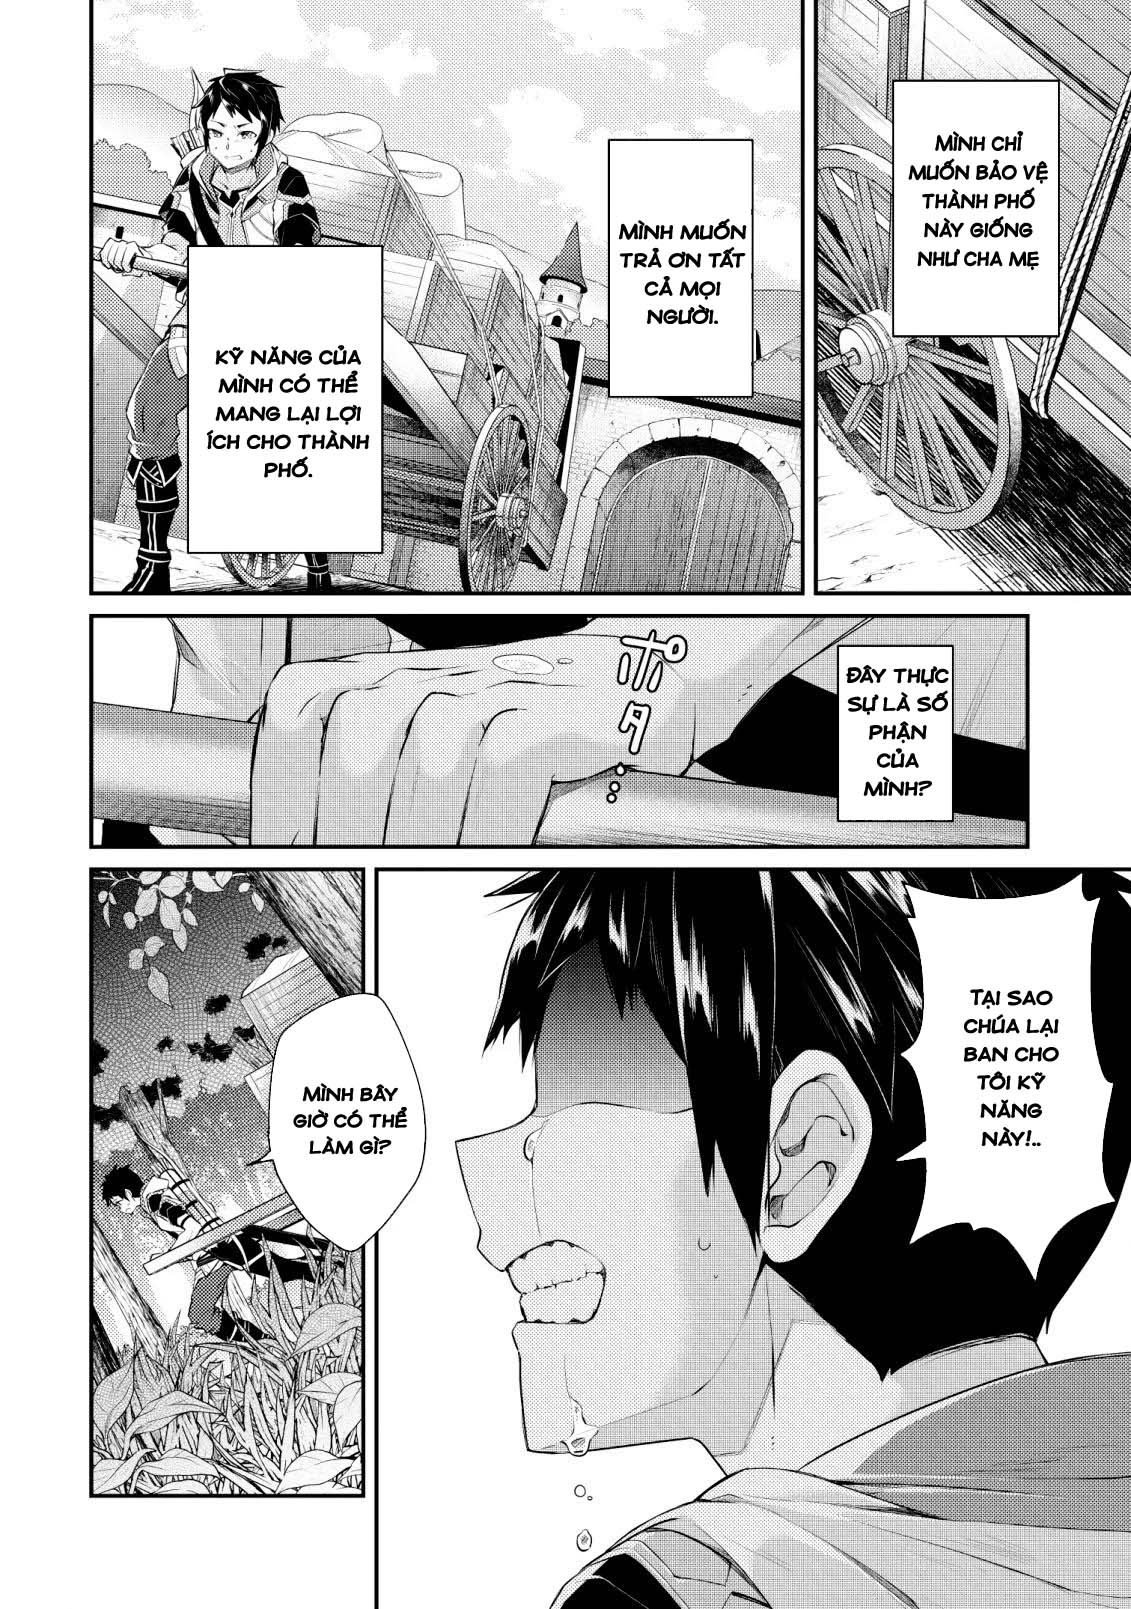 MÌNH CHỈ
MUỐN BẢO VỆ
THÀNH PHỐ
NÀY GIỐNG
NHƯ CHA MẸ
MÌNH MUỐN
TRẢ ƠN TẤT
CẢ MỌI
NGƯỜI.
KỸ NĂNG CỦA
MÌNH CÓ THỂ
MANG LẠI LỢI
ÍCH CHO THÀNH
PHỐ.
ĐÂY THỰC
SỰ LÀ SỐ
PHẬN
CỦA
MÌNH?
ポタ...
TẠI SAO
CHÚA LẠI
BAN CHO
TÔI KỸ
NĂNG
NÀY!..
MÌNH BÂY
GIỜ CÓ THỂ
LÀM GÌ?